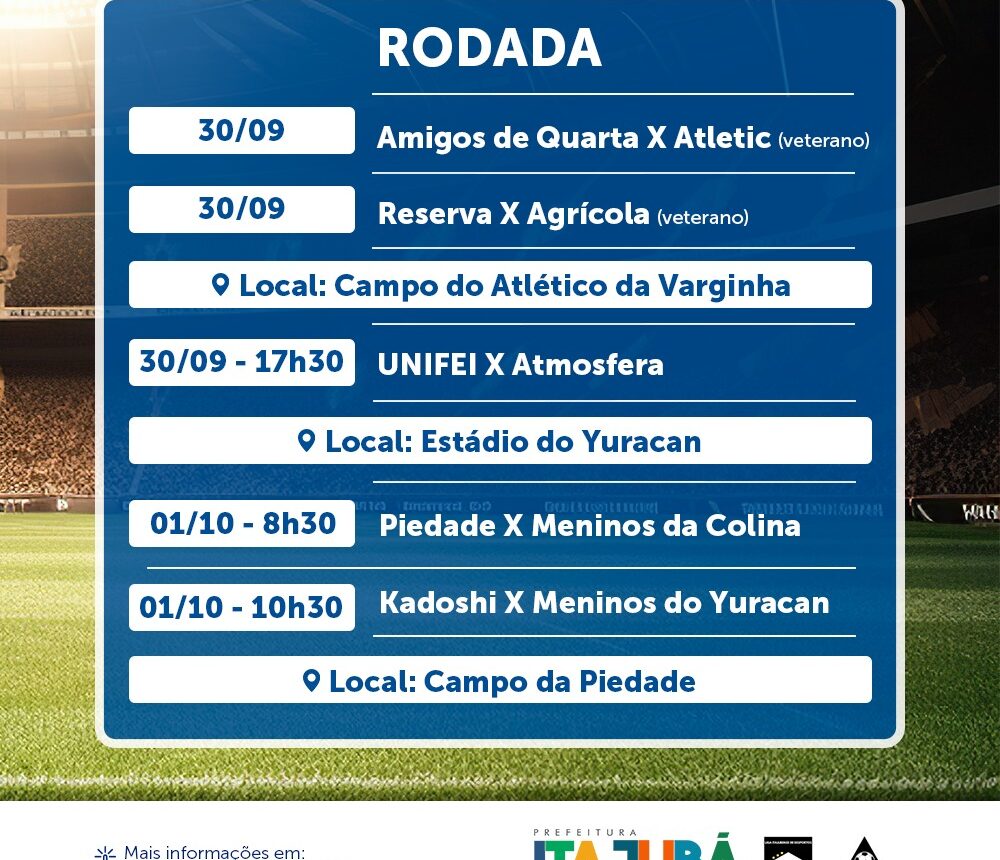 RODADA
30/09
Amigos de Quarta X Atletic (veterano)
30/09
Reserva X Agrícola (veterano)
Local: Campo do Atlético da Varginha
30/09 - 17h30
UNIFEI X Atmosfera
Local: Estádio do Yuracan
01/10 - 8h30
Piedade X Meninos da Colina
01/10 - 10h30
Kadoshi X Meninos do Yuracan
Local: Campo da Piedade
Mais informações em:
PREFEITURA
ITAJUBÁ